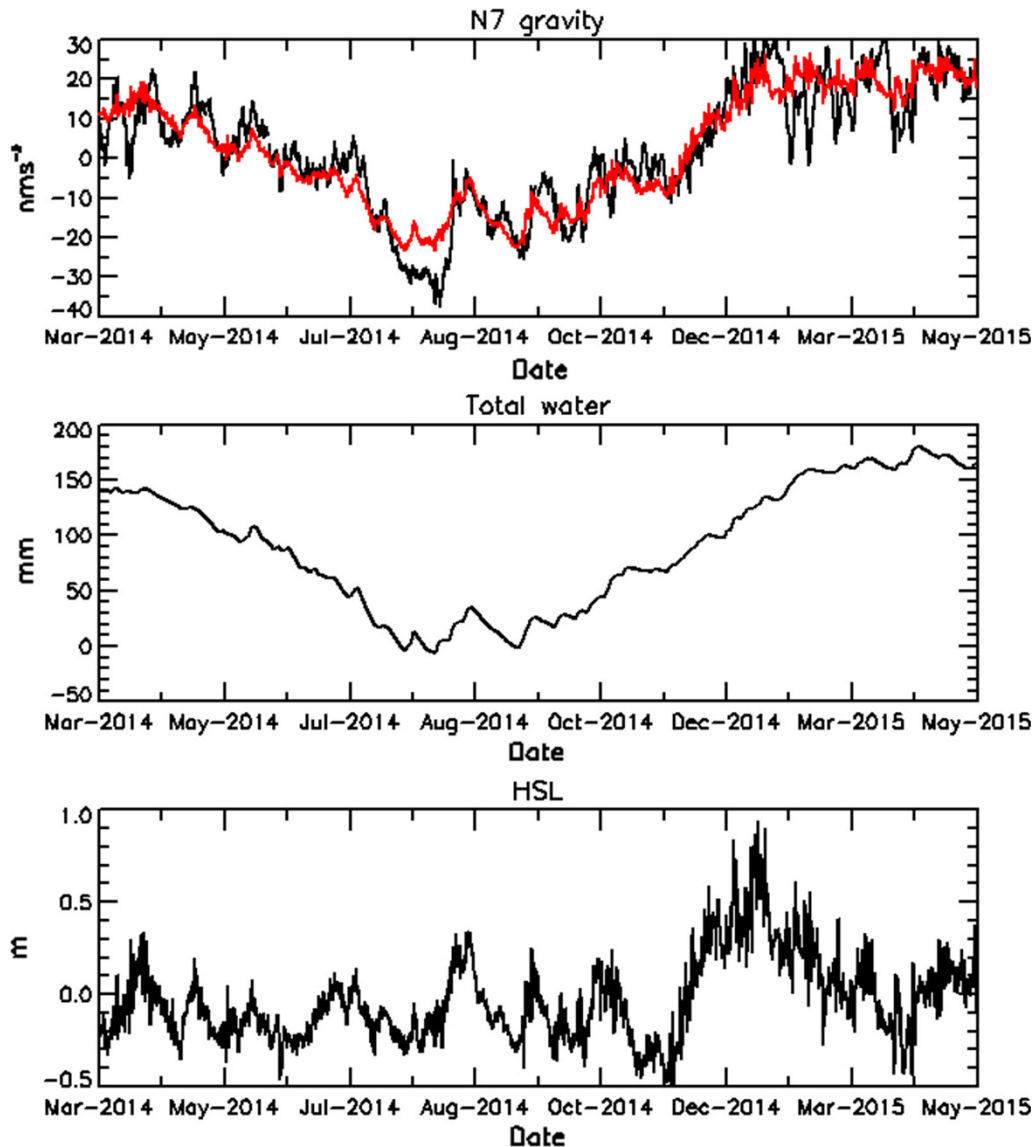 N7 gravity
30
20
10
0
-10
-20
-30
-40
nms⁻²
Mar-2014 May-2014 Jul-2014 Aug-2014 Oct-2014 Dec-2014 Mar-2015 May-2015
Date
Total water
200
150
100
50
0
-50
mm
Mar-2014 May-2014 Jul-2014 Aug-2014 Oct-2014 Dec-2014 Mar-2015 May-2015
Date
HSL
1.0
0.5
0.0
-0.5
m
Mar-2014 May-2014 Jul-2014 Aug-2014 Oct-2014 Dec-2014 Mar-2015 May-2015
Date